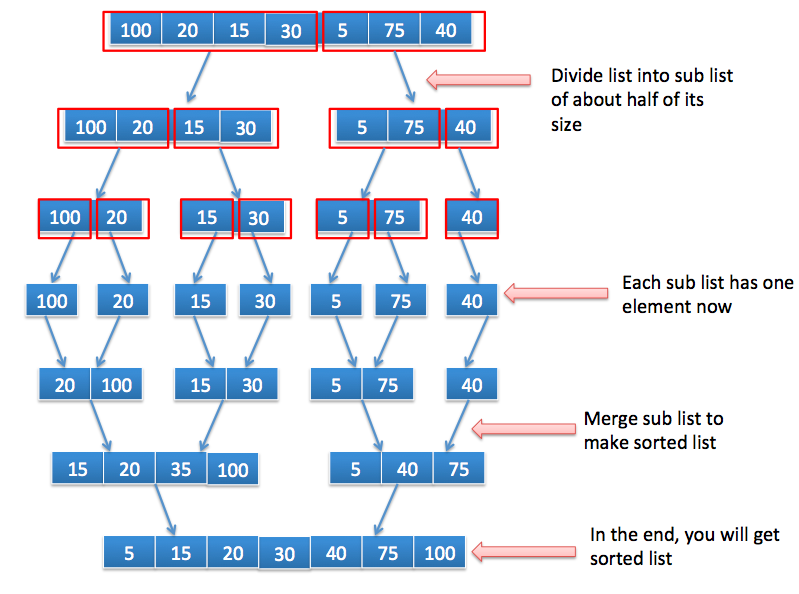 100 20 15 30 5 75 40
Divide list into sub list
of about half of its
size
100 20 15 30 5 75 40
100 20 15 30 5 75 40
Each sub list has one
element now
100 20 15 30 5 75 40
20 100 15 30 5 75 40
Merge sub list to
make sorted list
15 20 35 100 5 40 75
In the end, you will get
sorted list
5 15 20 30 40 75 100